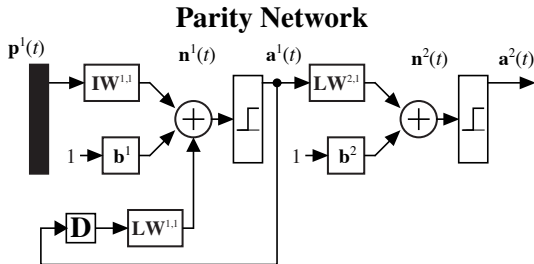 Parity Network
p¹(t)
n¹(t)
a¹(t)
n²(t)
a²(t)
IW¹,¹
LW²,¹
1
b¹
1
b²
D
LW¹,¹